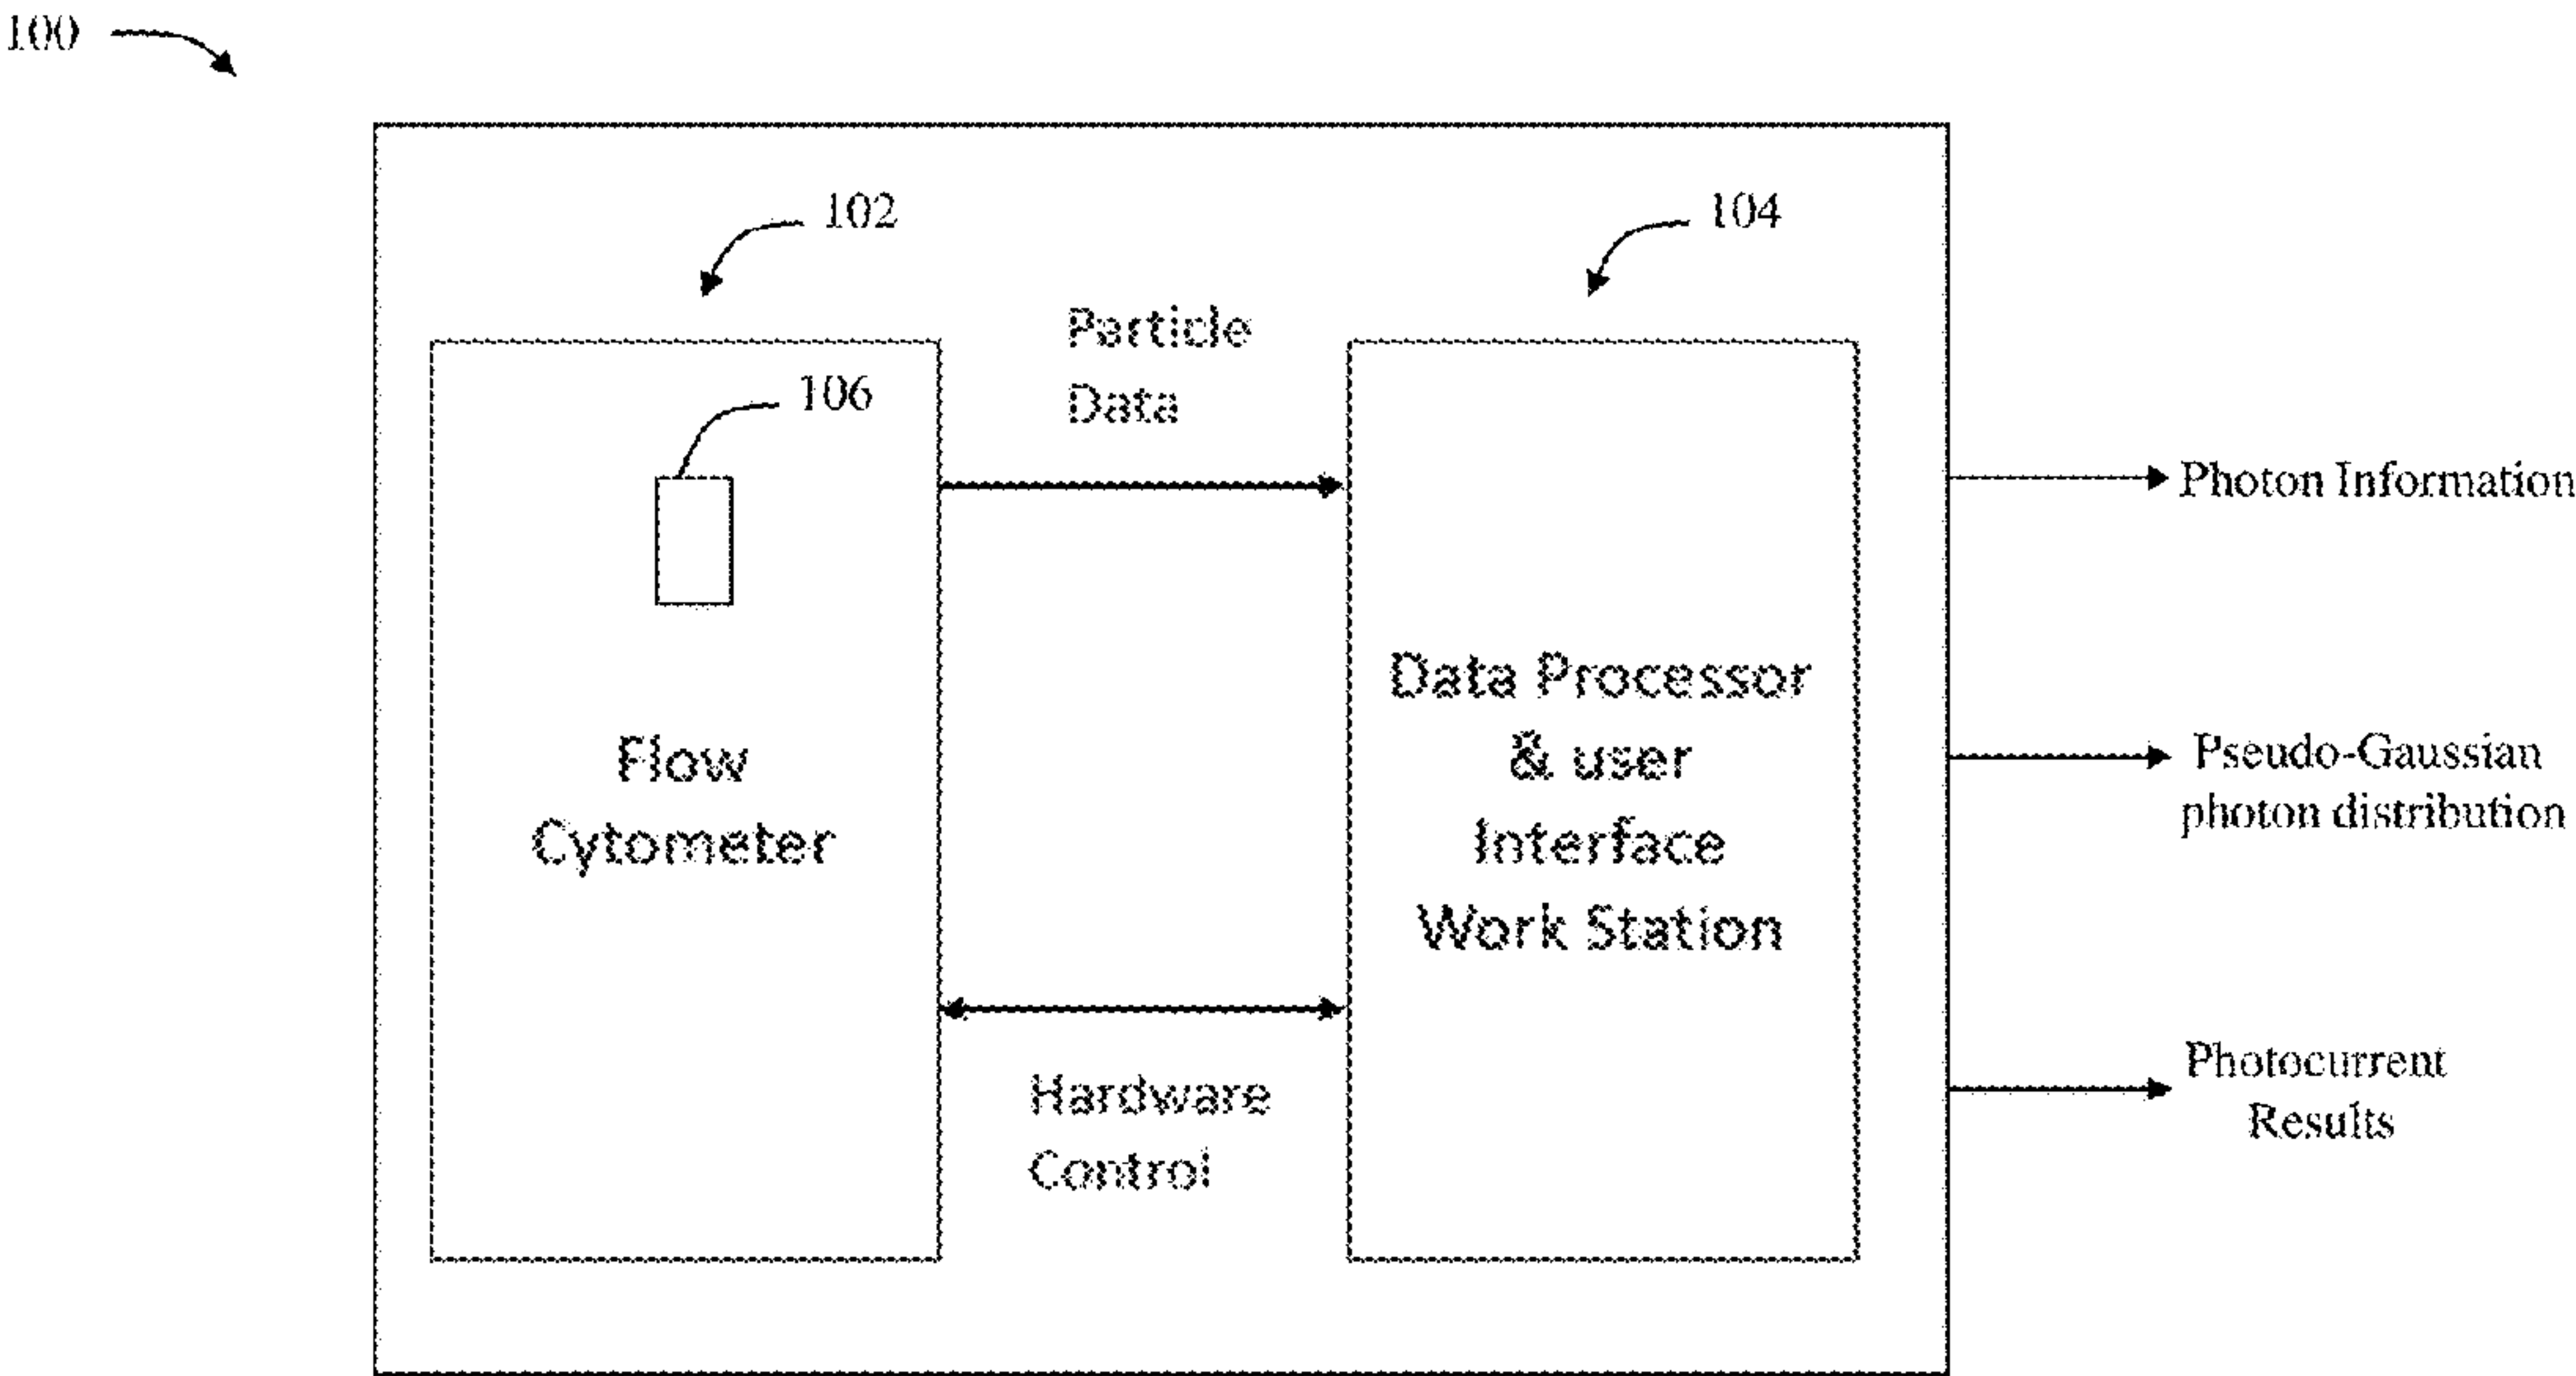 100
102
104
Particle
Data
106
Flow
Cytometer
Data Processor
& user
Interface
Work Station
Hardware
Control
Photon Information
Pseudo-Gaussian
photon distribution
Photocurrent
Results